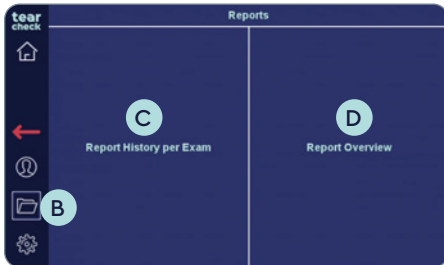 tear
check
Reports
C
D
Report History per Exam
Report Overview
B